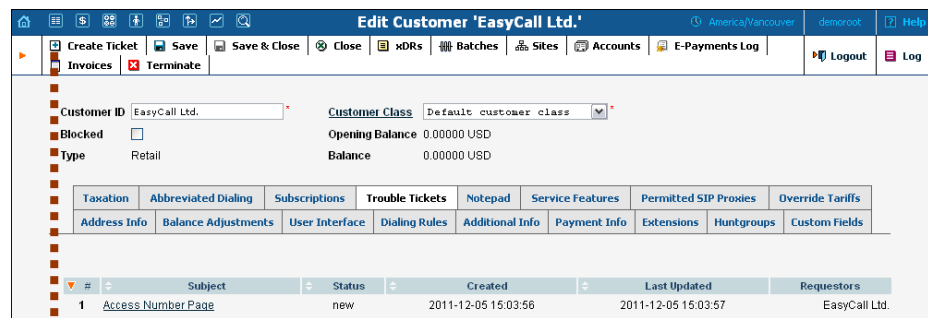 Edit Customer 'EasyCall Ltd.' America/Vancouver demoroot Help
Create Ticket Save Save & Close Close xDRs Batches Sites Accounts E-Payments Log Logout Log
Invoices Terminate
Customer ID EasyCall Ltd. * Customer Class Default customer class *
Blocked Opening Balance 0.00000 USD
Type Retail Balance 0.00000 USD
Taxation Abbreviated Dialing Subscriptions Trouble Tickets Notepad Service Features Permitted SIP Proxies Override Tariffs
Address Info Balance Adjustments User Interface Dialing Rules Additional Info Payment Info Extensions Huntgroups Custom Fields
# Subject Status Created Last Updated Requestors
1 Access Number Page new 2011-12-05 15:03:56 2011-12-05 15:03:57 EasyCall Ltd.